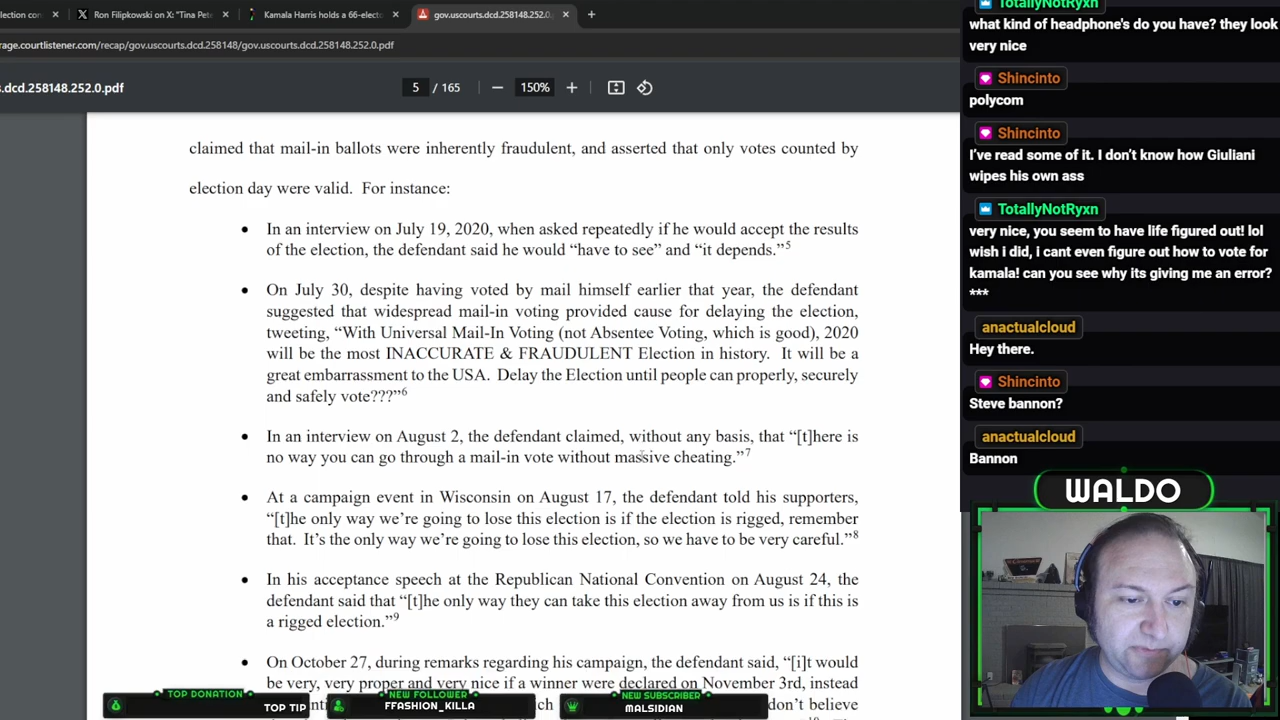 lection con
Ron Filipkowski on X: "Tina Pete
Kamala Harris holds a 66-elect
gov.uscourts.dcd.258148.252.0.
rage.courtlistener.com/recap/gov.uscourts.dcd.258148/gov.uscourts.dcd.258148.252.0.pdf
s.dcd.258148.252.0.pdf
5 / 165
150%
claimed that mail-in ballots were inherently fraudulent, and asserted that only votes counted by
election day were valid. For instance:
• In an interview on July 19, 2020, when asked repeatedly if he would accept the results
of the election, the defendant said he would “have to see” and “it depends.”5
• On July 30, despite having voted by mail himself earlier that year, the defendant
suggested that widespread mail-in voting provided cause for delaying the election,
tweeting, “With Universal Mail-In Voting (not Absentee Voting, which is good), 2020
will be the most INACCURATE & FRAUDULENT Election in history. It will be a
great embarrassment to the USA. Delay the Election until people can properly, securely
and safely vote???”6
• In an interview on August 2, the defendant claimed, without any basis, that “[t]here is
no way you can go through a mail-in vote without massive cheating.”7
• At a campaign event in Wisconsin on August 17, the defendant told his supporters,
“[t]he only way we’re going to lose this election is if the election is rigged, remember
that. It’s the only way we’re going to lose this election, so we have to be very careful.”8
• In his acceptance speech at the Republican National Convention on August 24, the
defendant said that “[t]he only way they can take this election away from us is if this is
a rigged election.”9
• On October 27, during remarks regarding his campaign, the defendant said, “[i]t would
be very, very proper and very nice if a winner were declared on November 3rd, instead
don’t believe
TotallyNotRyxn
what kind of headphone's do you have? they look
very nice
Shincinto
polycom
Shincinto
I’ve read some of it. I don’t know how Giuliani
wipes his own ass
TotallyNotRyxn
very nice, you seem to have life figured out! lol
wish i did, i cant even figure out how to vote for
kamala! can you see why its giving me an error?
***
anactualcloud
Hey there.
Shincinto
Steve bannon?
anactualcloud
Bannon
WALDO
TOP DONATION
TOP TIP
NEW FOLLOWER
FFASHION_KILLA
NEW SUBSCRIBER
MALSIDIAN